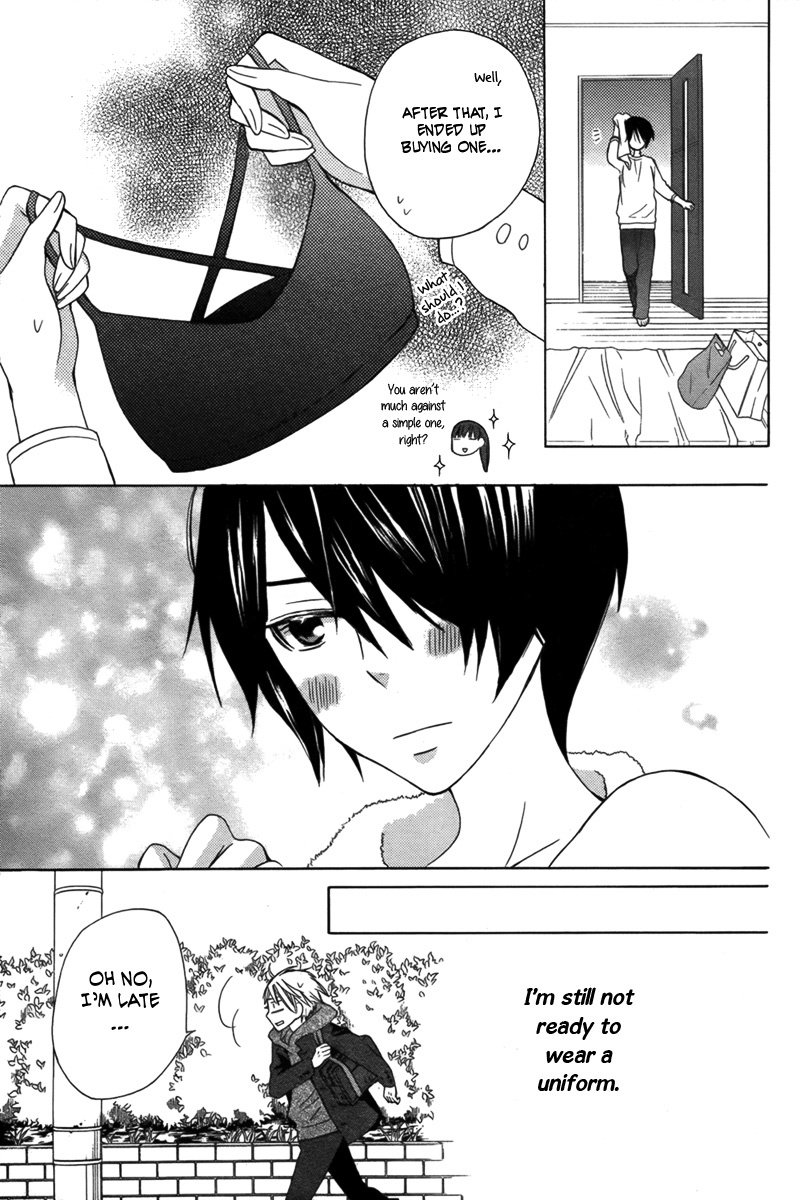 Well,
AFTER THAT, I
ENDED UP
BUYING ONE...
What
should I
do...?
You aren't
much against
a simple one,
right?
OH NO,
I'M LATE
...
I'm still not
ready to
wear a
uniform.